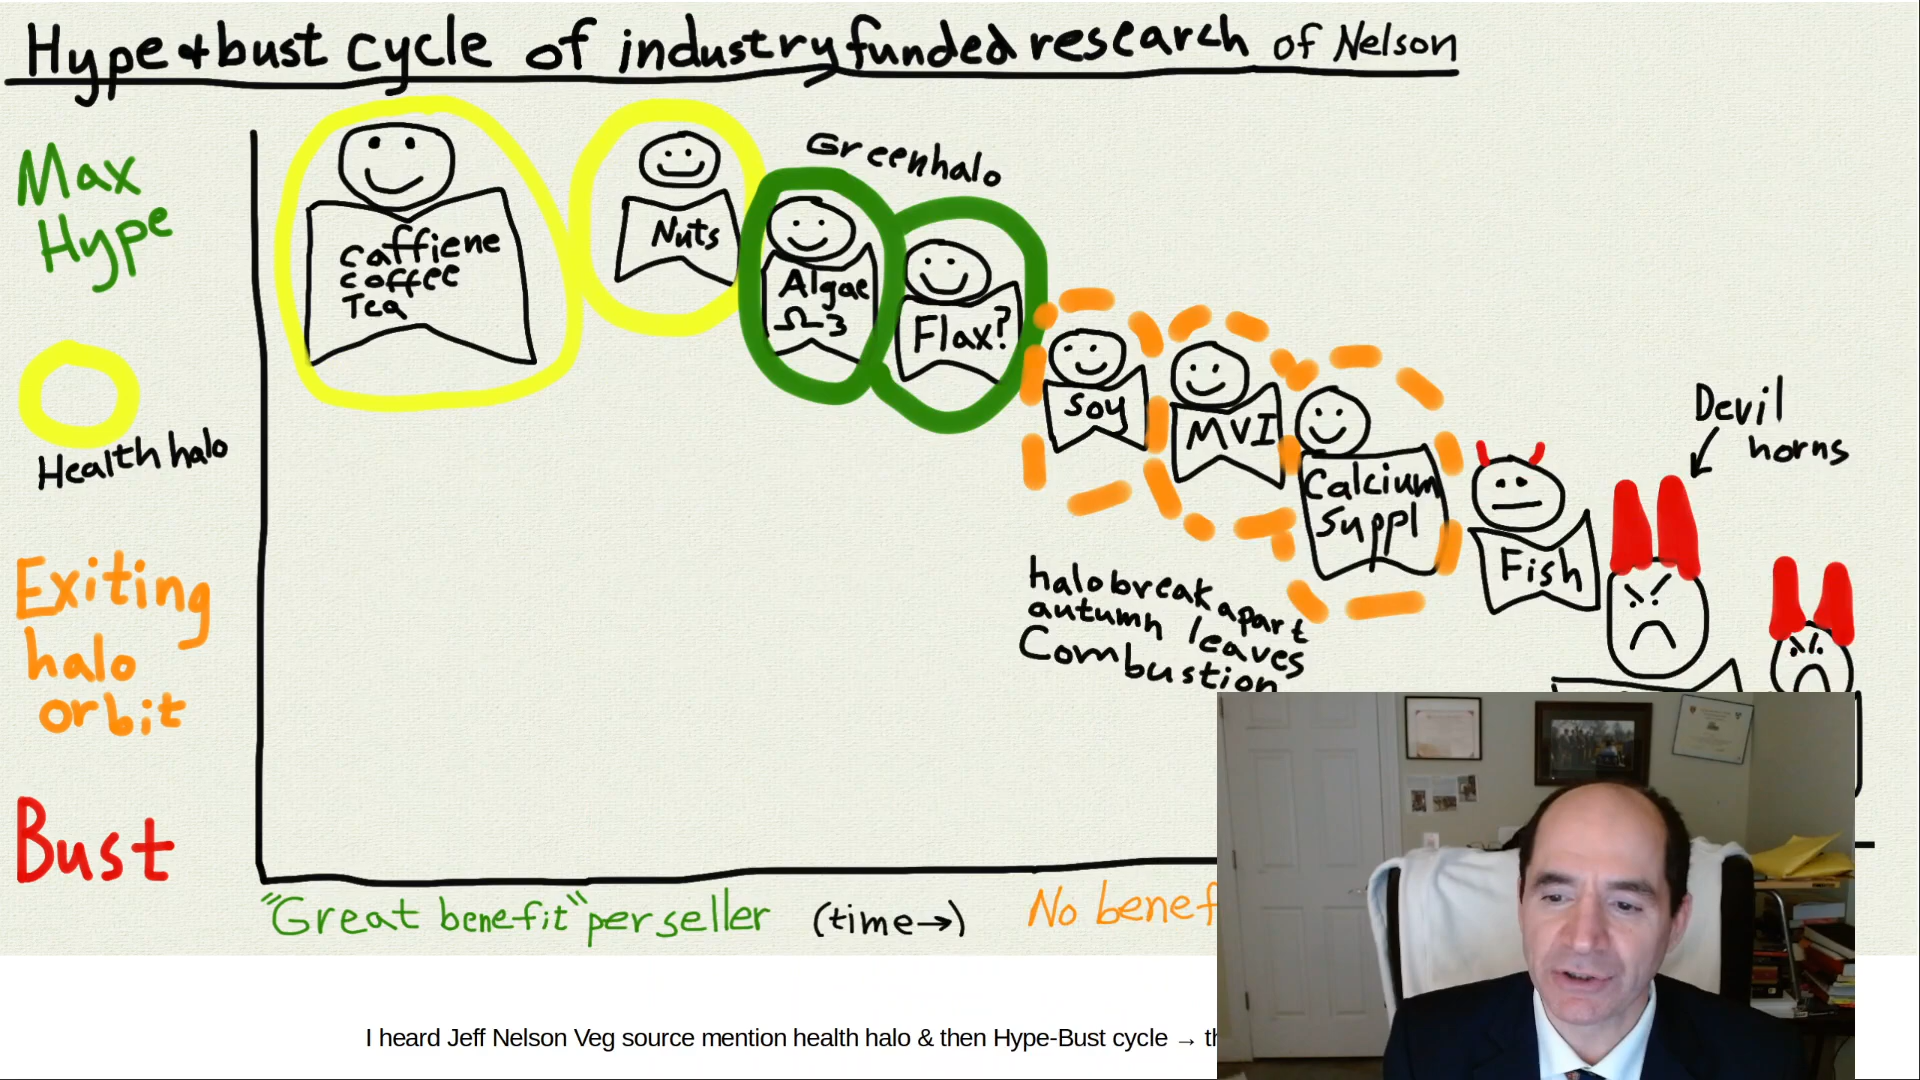 Hype + bust cycle of industry funded research of Nelson
Max
Hype
Health halo
Exiting
halo
orbit
Bust
caffiene
coffee
Tea
Nuts
Greenhalo
Algae
Ω-3
Flax?
Soy
MVI
Calcium
Suppl
Fish
Devil
horns
halo break apart
autumn leaves
Combustion
"Great benefit" per seller (time→) No benef
I heard Jeff Nelson Veg source mention health halo & then Hype-Bust cycle →